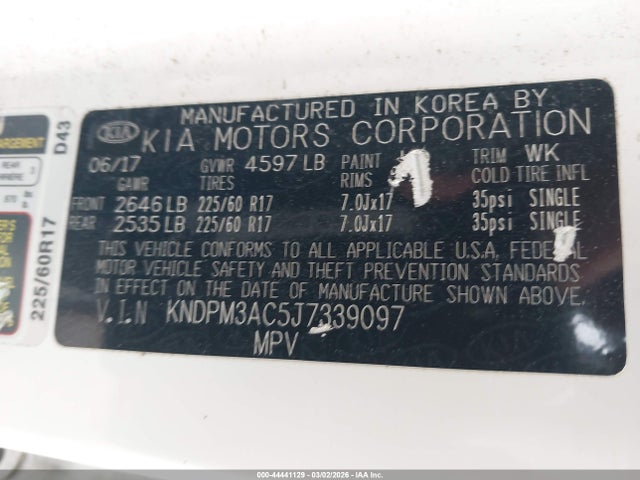 MANUFACTURED IN KOREA BY
KIA KIA MOTORS CORPORATION
06/17 GVWR 4597 LB PAINT TRIM WK
GAWR TIRES RIMS COLD TIRE INFL
FRONT 2646 LB 225/60 R17 7.0Jx17 35psi SINGLE
REAR 2535 LB 225/60 R17 7.0Jx17 35psi SINGLE
THIS VEHICLE CONFORMS TO ALL APPLICABLE U.S.A. FEDERAL
MOTOR VEHICLE SAFETY AND THEFT PREVENTION STANDARDS
IN EFFECT ON THE DATE OF MANUFACTURE SHOWN ABOVE.
V.I.N KNDPM3AC5J7339097
MPV
D43
225/60R17
REAR
000-44441129 - 03/02/2026 - COPYRIGHT IAA, INC.